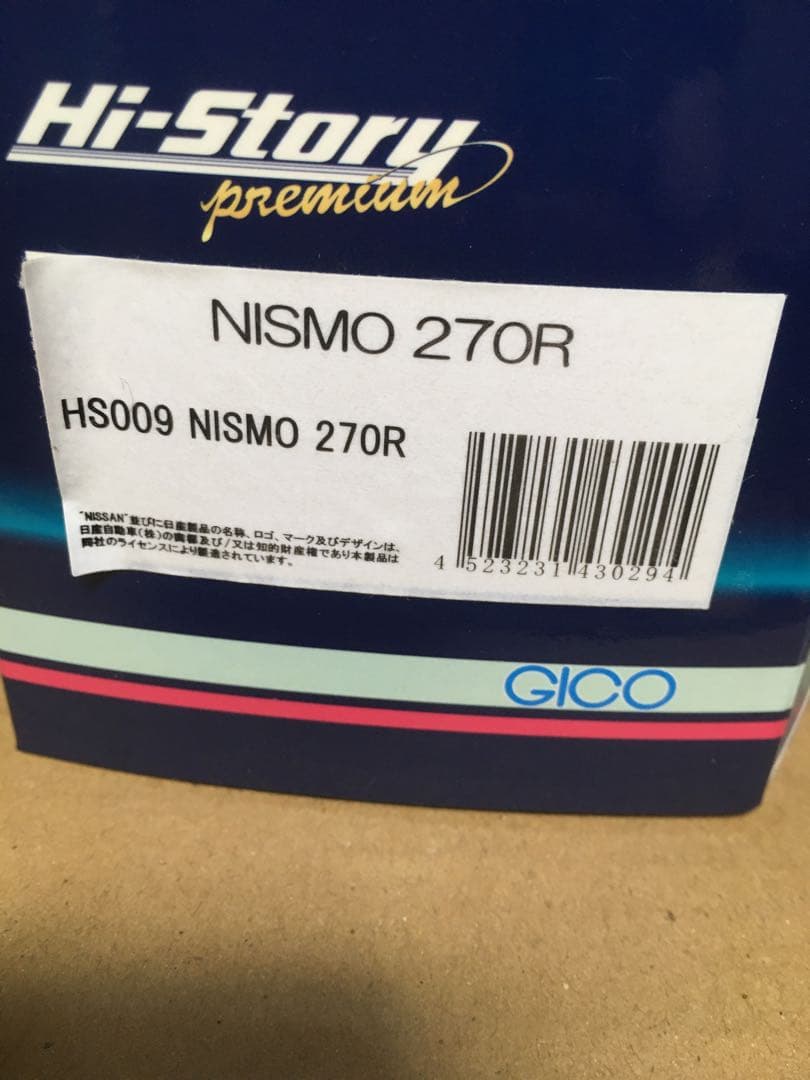 Hi-Story
premium
NISMO 270R
HS009 NISMO 270R
"NISSAN"並びに日産製品の名称、ロゴ、マーク及びデザインは、
日産自動車(株)の商標及び/又は知的財産権であり本製品は
同社のライセンスにより製造されています。
4 523231 430294
GICO